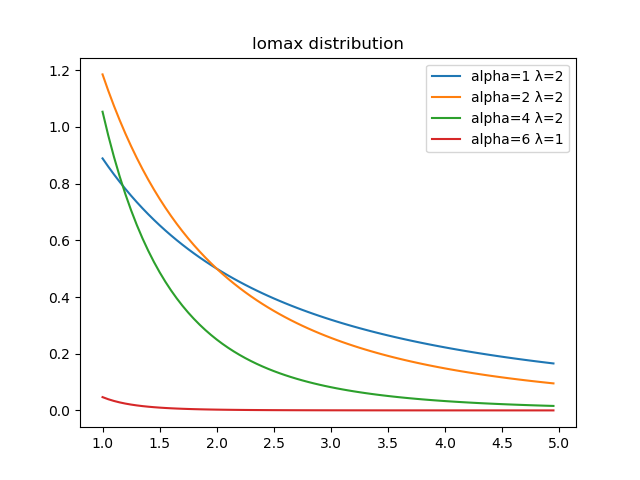 lomax distribution
alpha=1 λ=2
alpha=2 λ=2
alpha=4 λ=2
alpha=6 λ=1
1.2
1.0
0.8
0.6
0.4
0.2
0.0
1.0 1.5 2.0 2.5 3.0 3.5 4.0 4.5 5.0